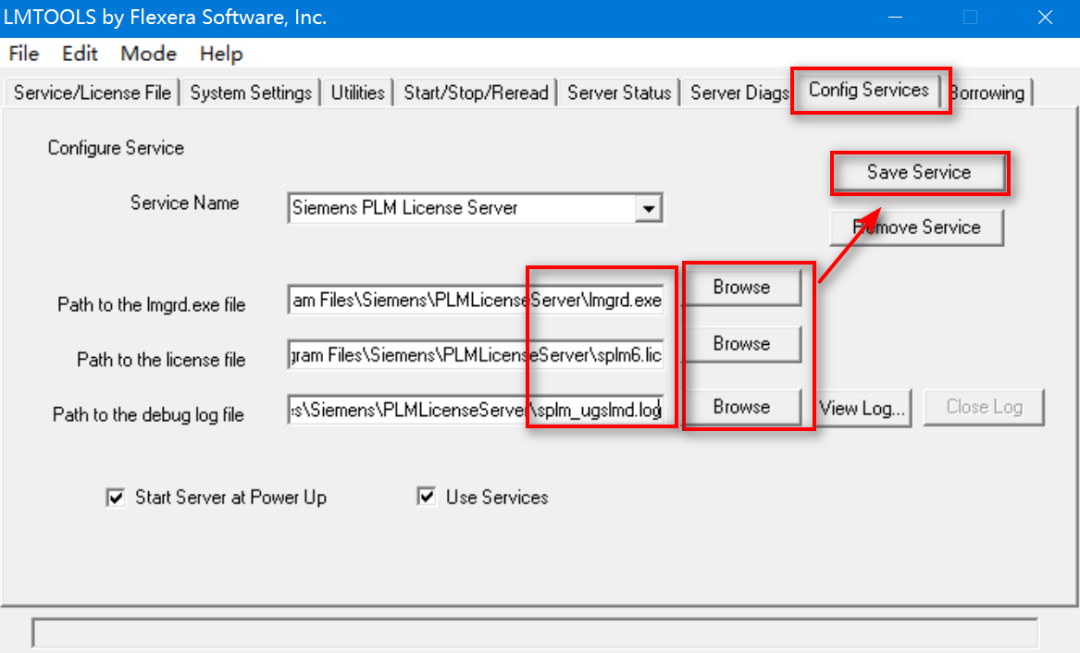 LMTOOLS by Flexera Software, Inc.
File Edit Mode Help
Service/License File System Settings Utilities Start/Stop/Reread Server Status Server Diags Config Services Borrowing
Configure Service
Save Service
Service Name Siemens PLM License Server
Remove Service
Path to the lmgrd.exe file am Files\Siemens\PLMLicenseServer\lmgrd.exe Browse
Path to the license file gram Files\Siemens\PLMLicenseServer\splm6.lic Browse
Path to the debug log file s\Siemens\PLMLicenseServer\splm_ugslmd.log Browse View Log... Close Log
Start Server at Power Up Use Services